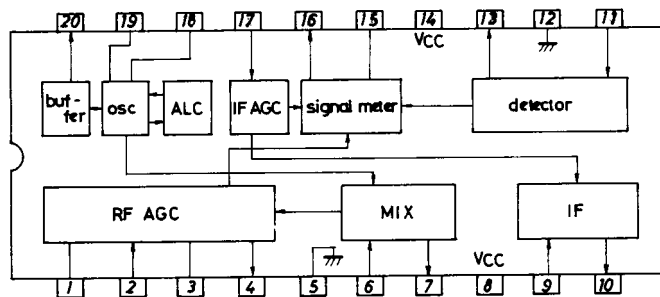 20 19 18 17 16 15 14 13 12 11
VCC
buf-
fer
osc
ALC
IF AGC
signal meter
detector
RF AGC
MIX
IF
VCC
1 2 3 4 5 6 7 8 9 10